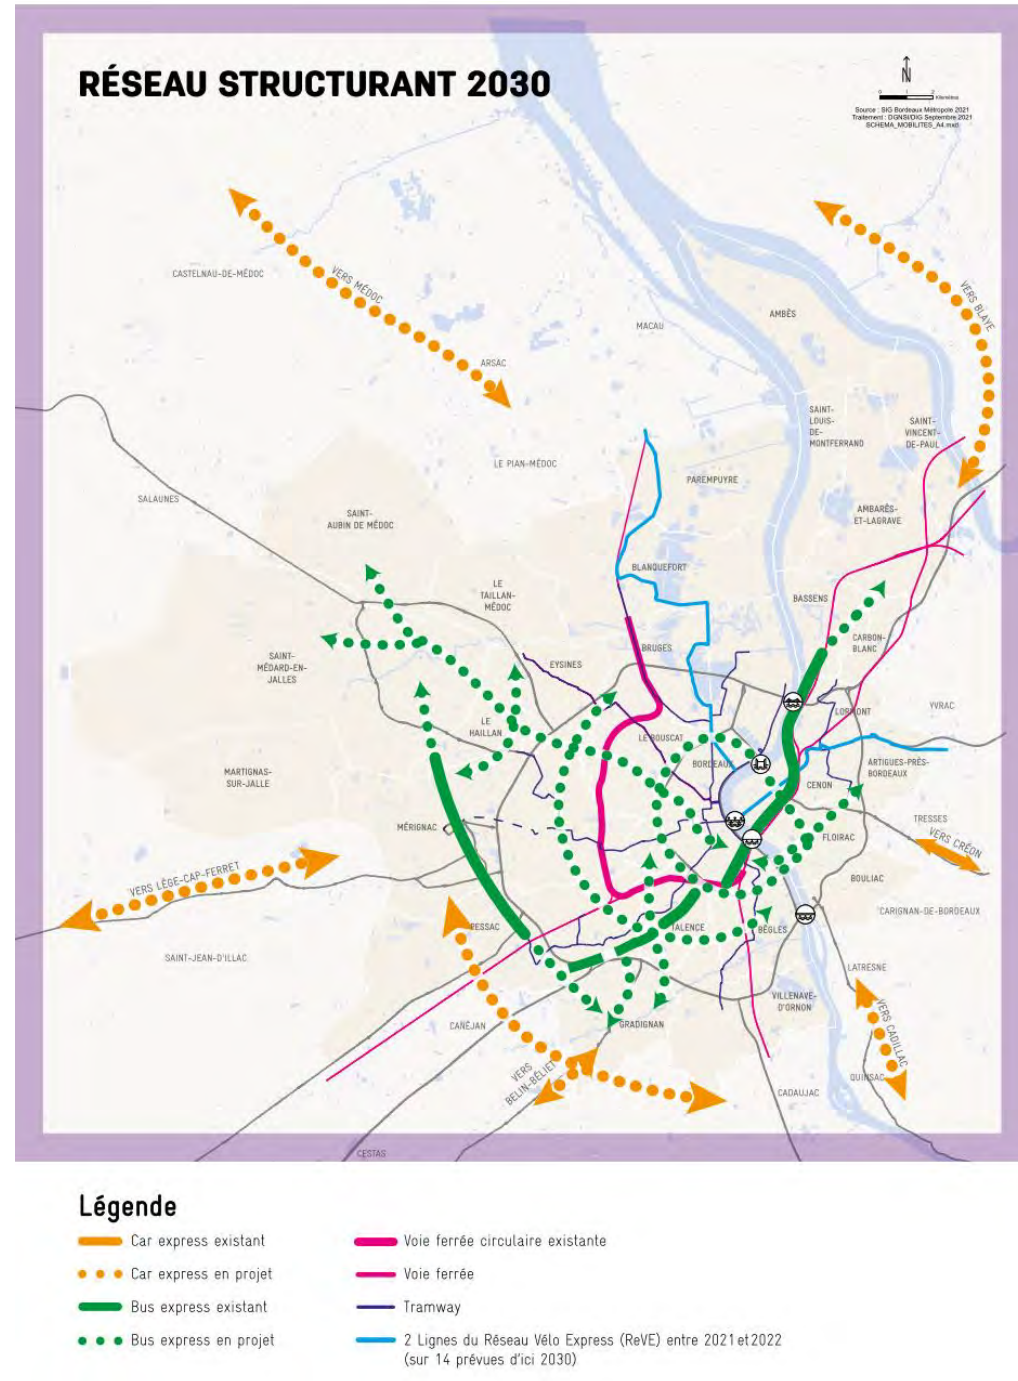 RÉSEAU STRUCTURANT 2030
N
0 1 2
Kilomètres
Source : SIG Bordeaux Métropole 2021
Traitement : DGNSI/DIG Septembre 2021
SCHEMA_MOBILITES_A4.mxd
VERS BLAYE
CASTELNAU-DE-MÉDOC
VERS MÉDOC
AMBÈS
MACAU
ARSAC
SAINT-
LOUIS-
DE-
MONTFERRAND
SAINT-
VINCENT-
DE-PAUL
LE PIAN-MÉDOC
PAREMPUYRE
SALAUNES
SAINT-
AUBIN DE MÉDOC
AMBARÈS-
ET-LAGRAVE
BLANQUEFORT
LE
TAILLAN-
MÉDOC
BASSENS
CARBON-
BLANC
BRUGES
SAINT-
MÉDARD-EN-
JALLES
EYSINES
YVRAC
LORMONT
LE
HAILLAN
LE BOUSCAT
BORDEAUX
ARTIGUES-PRÈS-
BORDEAUX
MARTIGNAS-
SUR-JALLE
CENON
TRESSES
MÉRIGNAC
FLOIRAC
VERS CRÉON
VERS LÈGE-CAP-FERRET
BOULIAC
CARIGNAN-DE-BORDEAUX
PESSAC
TALENCE
BÈGLES
SAINT-JEAN-D'ILLAC
LATRESNE
VILLENAVE-
D'ORNON
VERS CADILLAC
CANÉJAN
GRADIGNAN
VERS
BELIN-BÉLIET
QUINSAC
CADAUJAC
CESTAS
Légende
Car express existant
Car express en projet
Bus express existant
Bus express en projet
Voie ferrée circulaire existante
Voie ferrée
Tramway
2 Lignes du Réseau Vélo Express (ReVE) entre 2021 et 2022
(sur 14 prévues d'ici 2030)